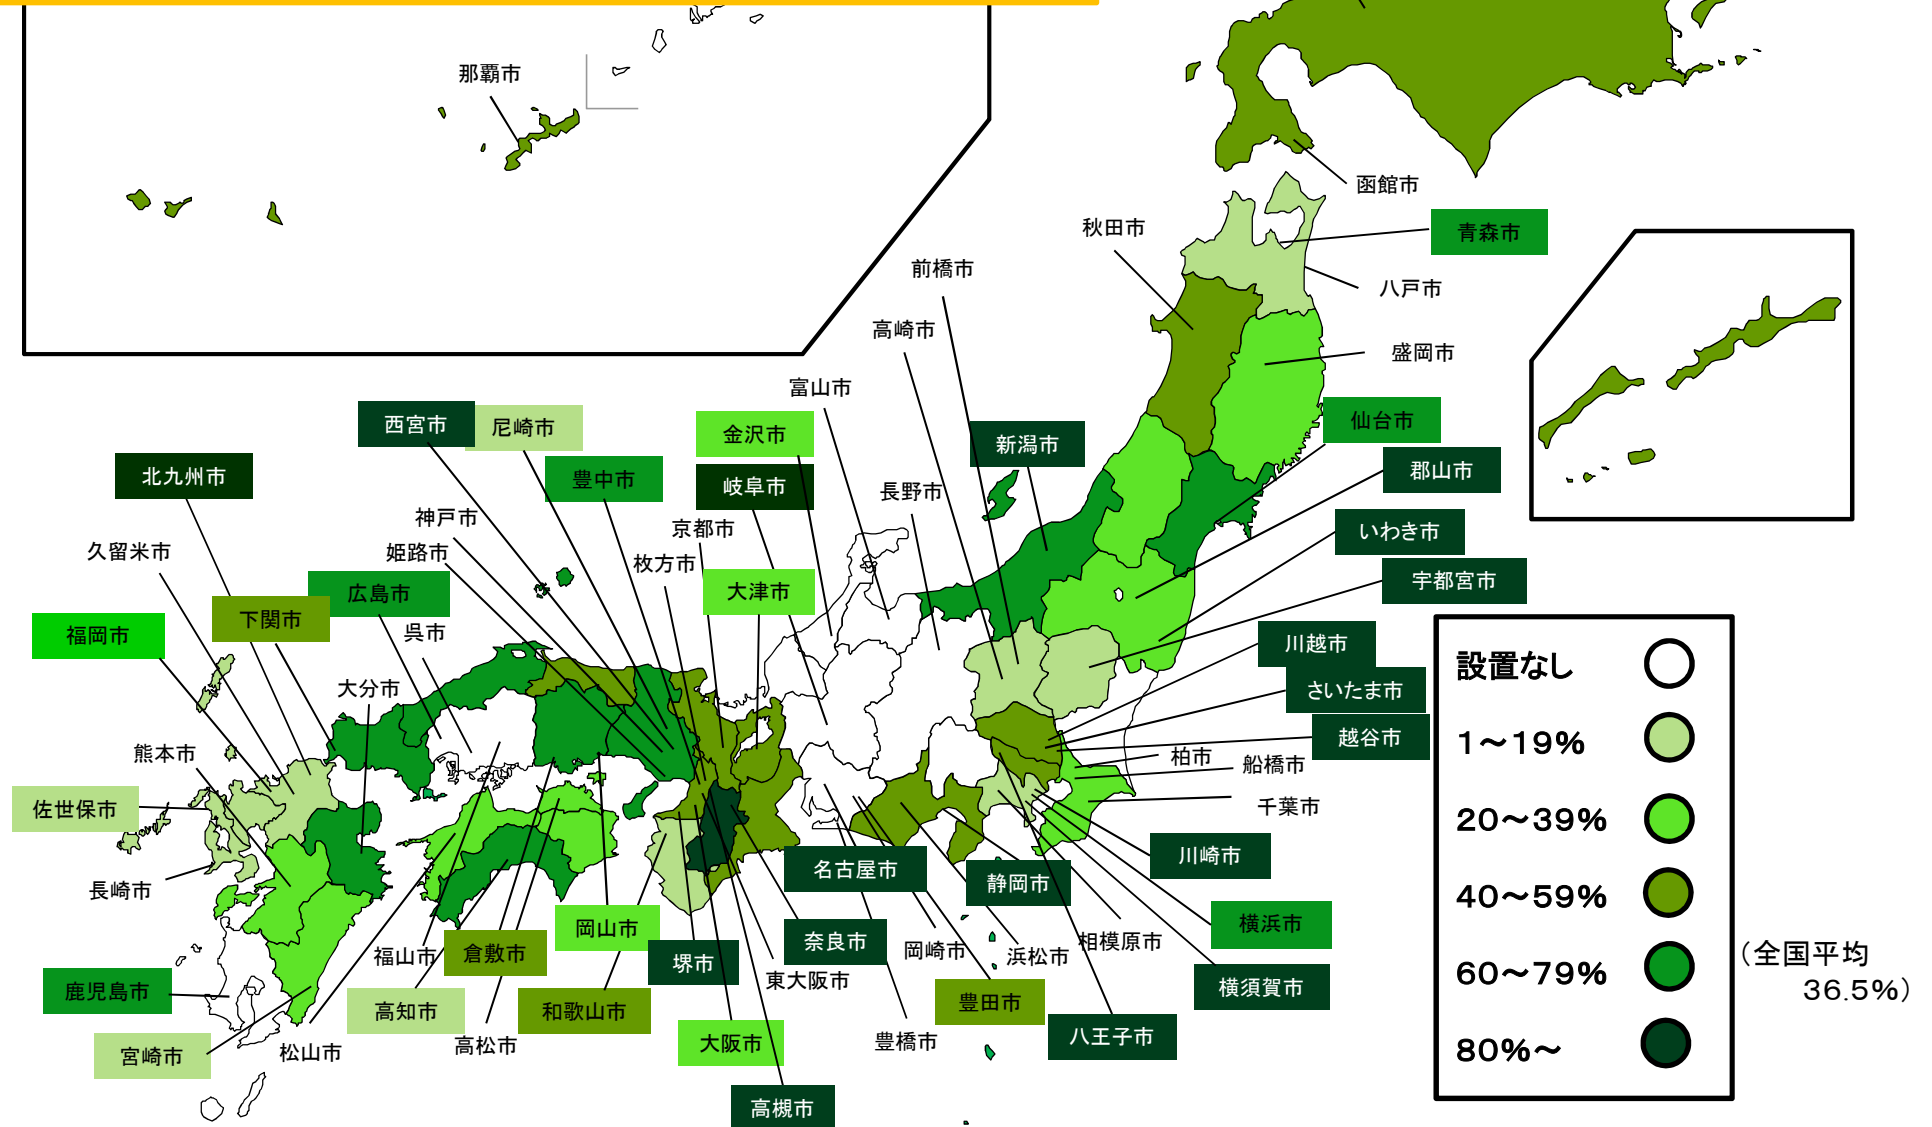 那覇市
函館市
秋田市
青森市
前橋市
八戸市
高崎市
盛岡市
富山市
西宮市
尼崎市
金沢市
新潟市
仙台市
北九州市
豊中市
岐阜市
長野市
郡山市
神戸市
京都市
いわき市
久留米市
姫路市
枚方市
宇都宮市
広島市
大津市
下関市
福岡市
呉市
川越市
大分市
さいたま市
熊本市
越谷市
柏市
船橋市
佐世保市
千葉市
長崎市
名古屋市
静岡市
川崎市
福山市
倉敷市
岡山市
堺市
奈良市
岡崎市
相模原市
横浜市
東大阪市
浜松市
鹿児島市
高知市
和歌山市
豊田市
横須賀市
宮崎市
松山市
高松市
大阪市
豊橋市
八王子市
高槻市
設置なし
1～19%
20～39%
40～59%
60～79%
80%～
（全国平均
36.5%）